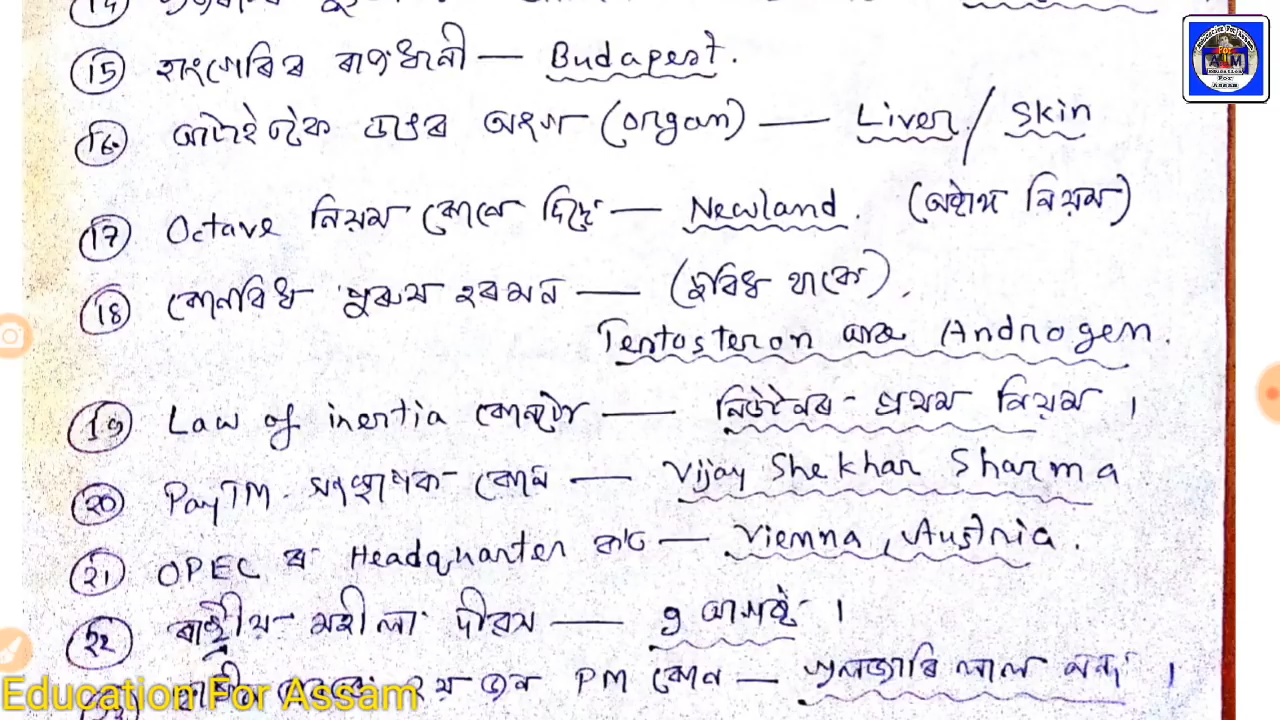 (15) হাংগেৰিৰ ৰাজধানী — Budapest.
(16) আটাইতকৈ ডাঙৰ অংগ (organ) — Liver / Skin
(17) Octave নিয়ম কোনে দিছে — Newland. (অষ্টক নিয়ম)
(18) কোনবিধ পুৰুষ হৰমন — (দুবিধ থাকে)
Tentosteron আৰু Androgem.
(19) Law of inertia কোনটো — নিউটনৰ প্ৰথম নিয়ম।
(20) PayTM সংস্থাপক কোন — Vijay Shekhar Sharma
(21) OPEC ৰ Headquarter ক'ত — Vienna, Austria.
(22) ৰাষ্ট্ৰীয় মহীলা দীৱস — 9 আগষ্ট।
PM কোন — গুলজাৰি লাল নন্দা।
Education For Assam